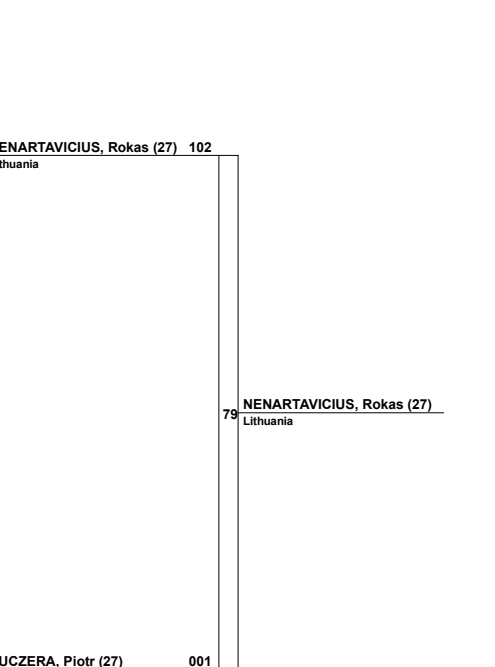 ENARTAVICIUS, Rokas (27) 102
thuania
79
NENARTAVICIUS, Rokas (27)
Lithuania
UCZERA, Piotr (27) 001